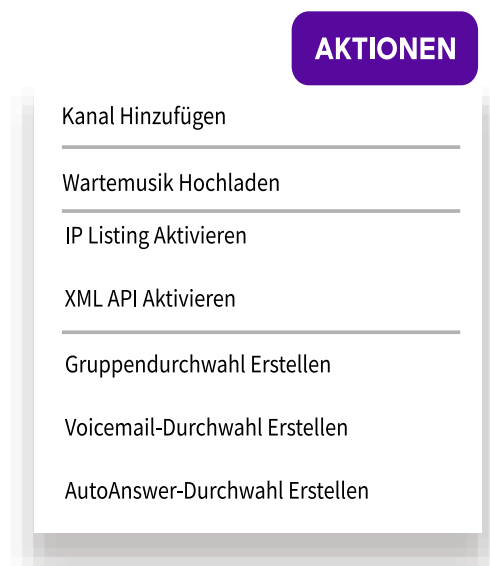 AKTIONEN
Kanal Hinzufügen
Wartemusik Hochladen
IP Listing Aktivieren
XML API Aktivieren
Gruppendurchwahl Erstellen
Voicemail-Durchwahl Erstellen
AutoAnswer-Durchwahl Erstellen